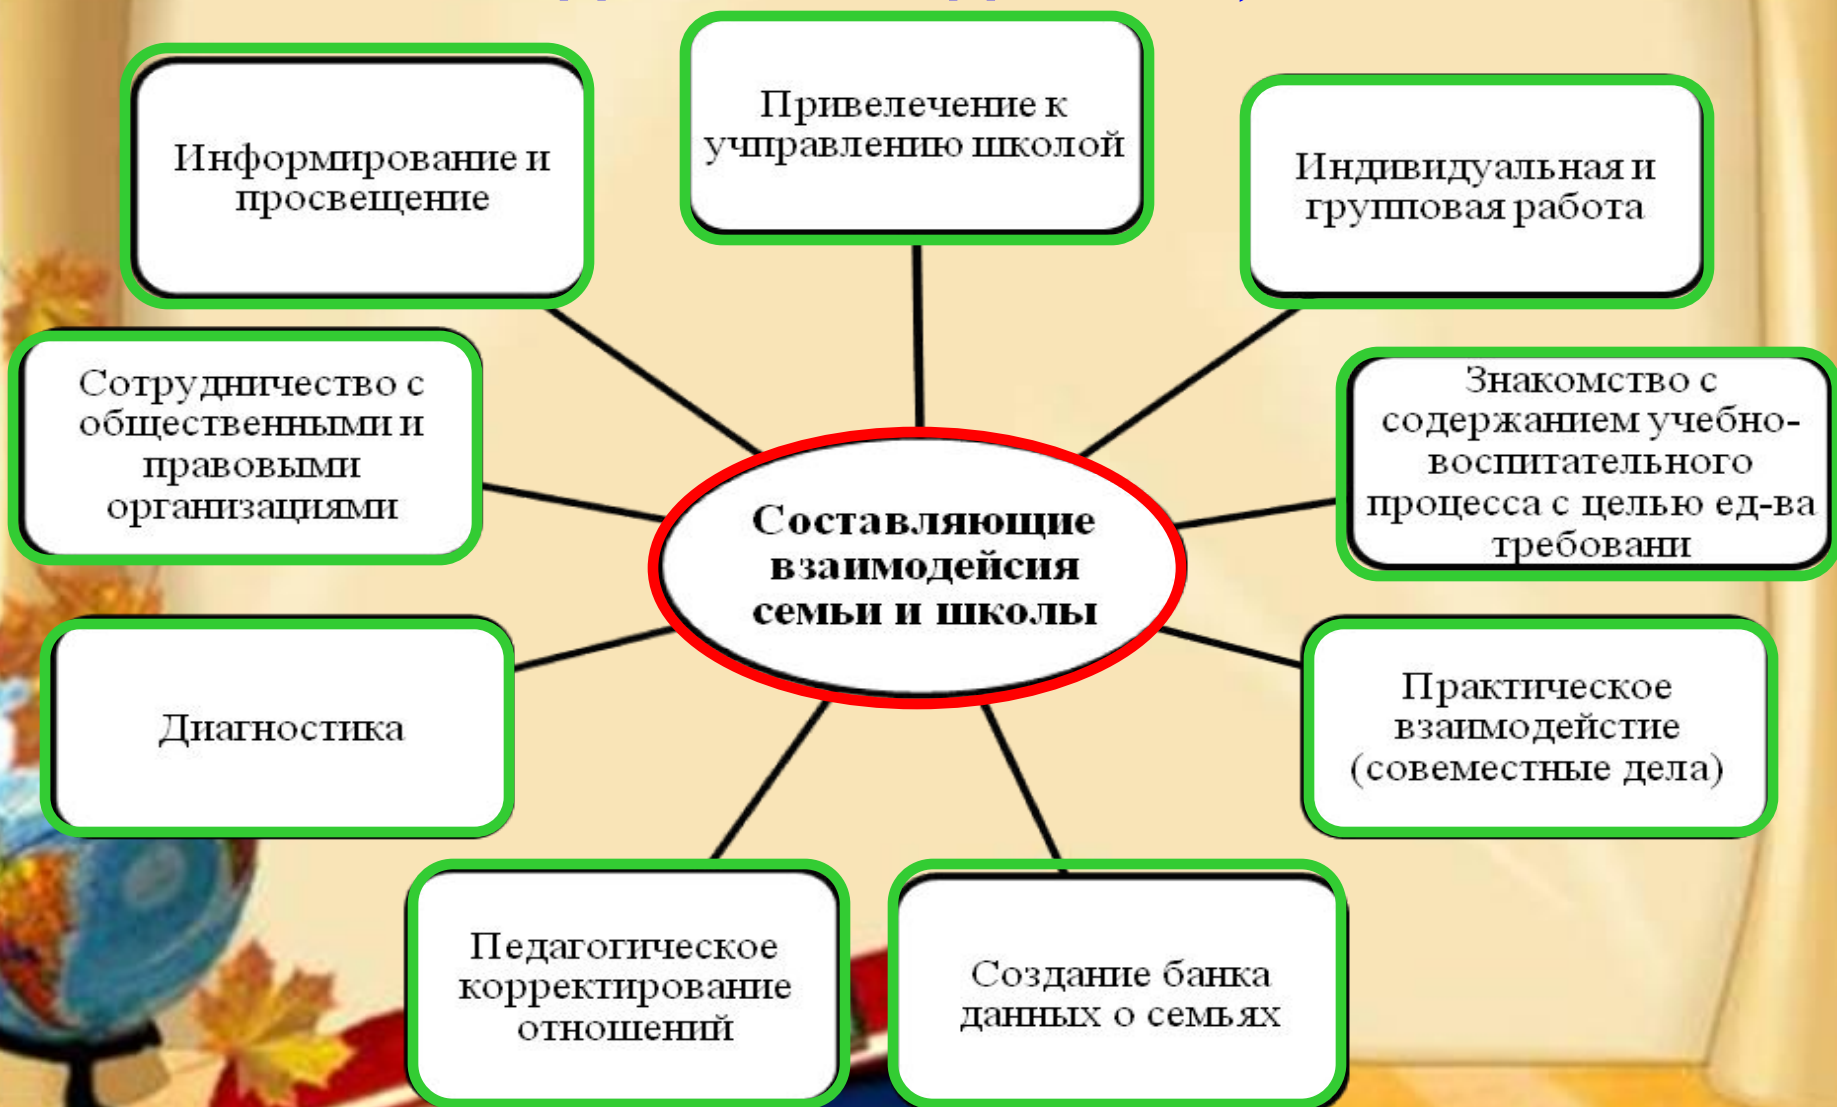 Информирование и
просвещение
Привелечение к
учправлению школой
Индивидуальная и
групповая работа
Сотрудничество с
общественными и
правовыми
организациями
Знакомство с
содержанием учебно-
воспитательного
процесса с целью ед-ва
требовани
Составляющие
взаимодейсия
семьи и школы
Диагностика
Практическое
взаимодейстие
(совеместные дела)
Педагогическое
корректирование
отношений
Создание банка
данных о семьях